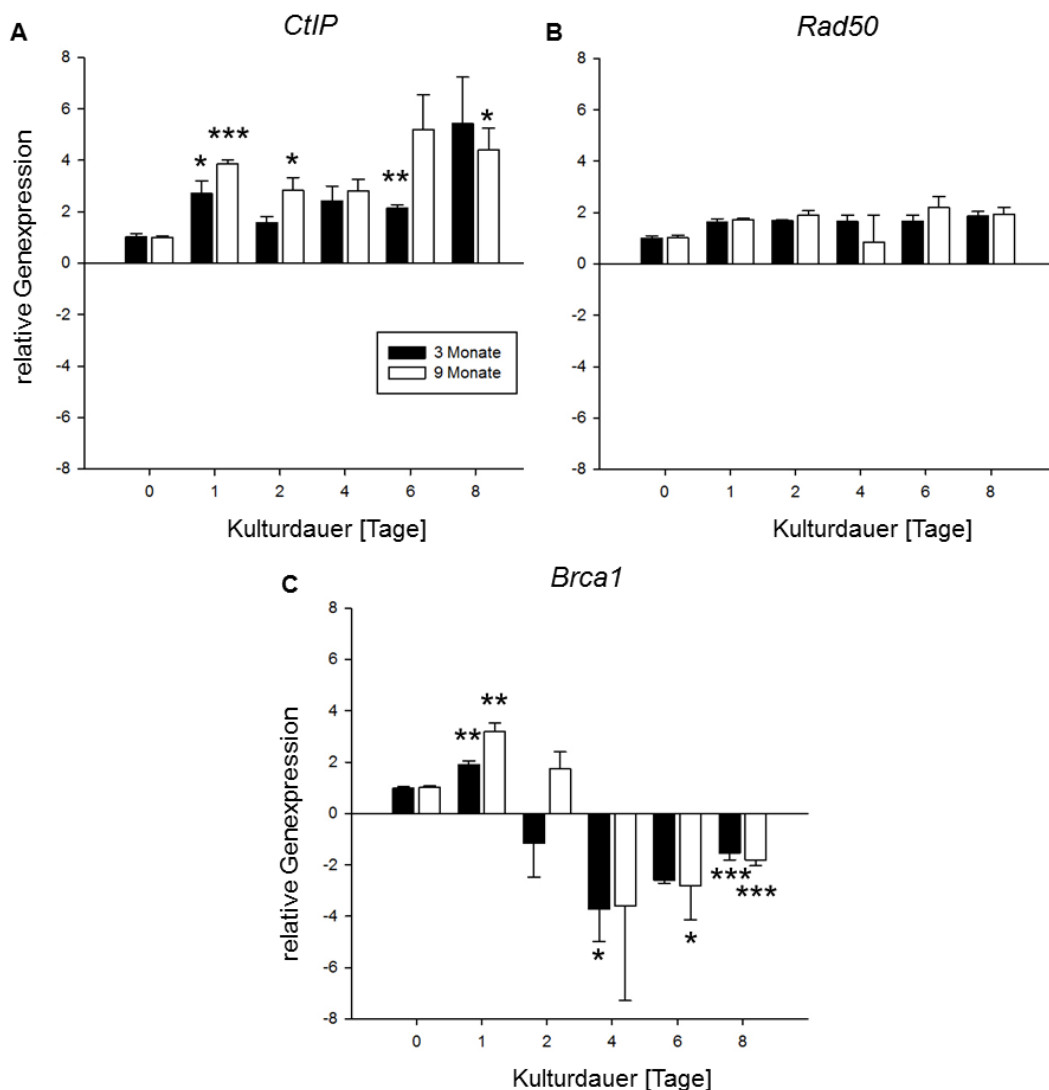 A
CtIP
8
6
4
2
0
-2
-4
-6
-8
relative Genexpression
*
***
*
**
*
3 Monate
9 Monate
0 1 2 4 6 8
Kulturdauer [Tage]
B
Rad50
8
6
4
2
0
-2
-4
-6
-8
0 1 2 4 6 8
Kulturdauer [Tage]
C
Brca1
8
6
4
2
0
-2
-4
-6
-8
relative Genexpression
**
**
*
*
***
***
0 1 2 4 6 8
Kulturdauer [Tage]